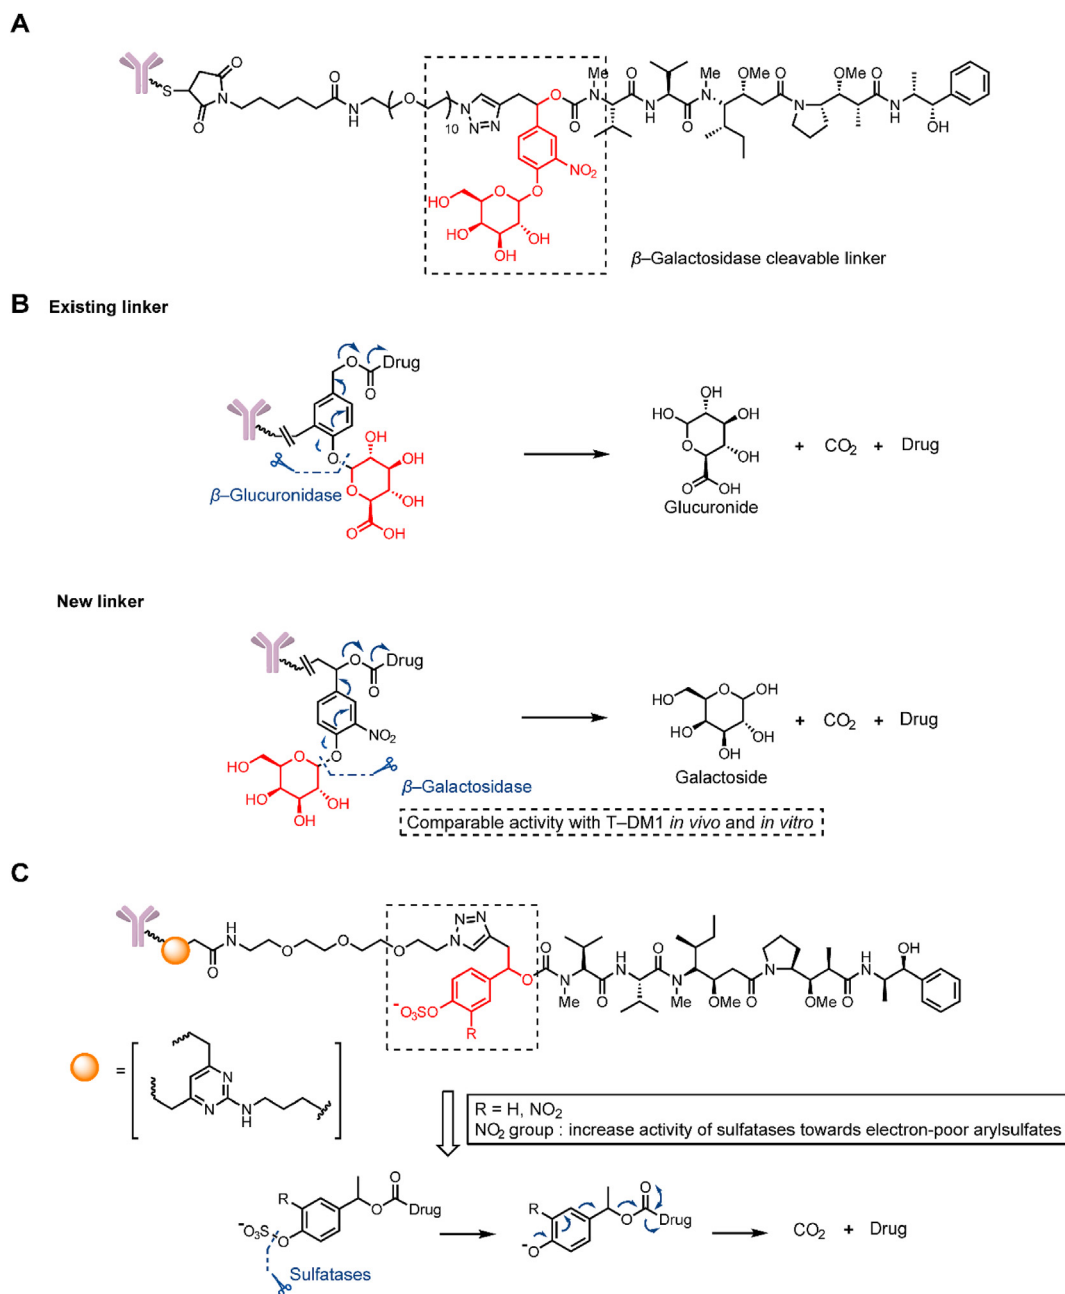 A
O
S
N
O
O
N
H
O
10
N
N=N
O
O
N
Me
O
N
H
O
Me
N
OMe
O
N
OMe
O
N
H
OH
NO₂
O
HO
O
HO
OH
OH
β–Galactosidase cleavable linker
B Existing linker
O
Drug
O
O
OH
OH
O
OH
O
OH
β–Glucuronidase
OH
HO
OH
O
OH
O
OH
Glucuronide
+ CO₂ + Drug
New linker
O
Drug
O
NO₂
O
HO
O
HO
OH
OH
β–Galactosidase
HO
O
OH
HO
OH
OH
Galactoside
+ CO₂ + Drug
Comparable activity with T–DM1 in vivo and in vitro
C
O
H
N
O
O
O
N
N=N
O
O
N
Me
O
H
N
O
N
Me
OMe
O
N
OMe
O
H
N
OH
⁻O₃SO
R
=
N
N
NH
R = H, NO₂
NO₂ group : increase activity of sulfatases towards electron-poor arylsulfates
R
O
O
Drug
⁻O₃S
O
Sulfatases
R
O
O
Drug
⁻O
CO₂ + Drug